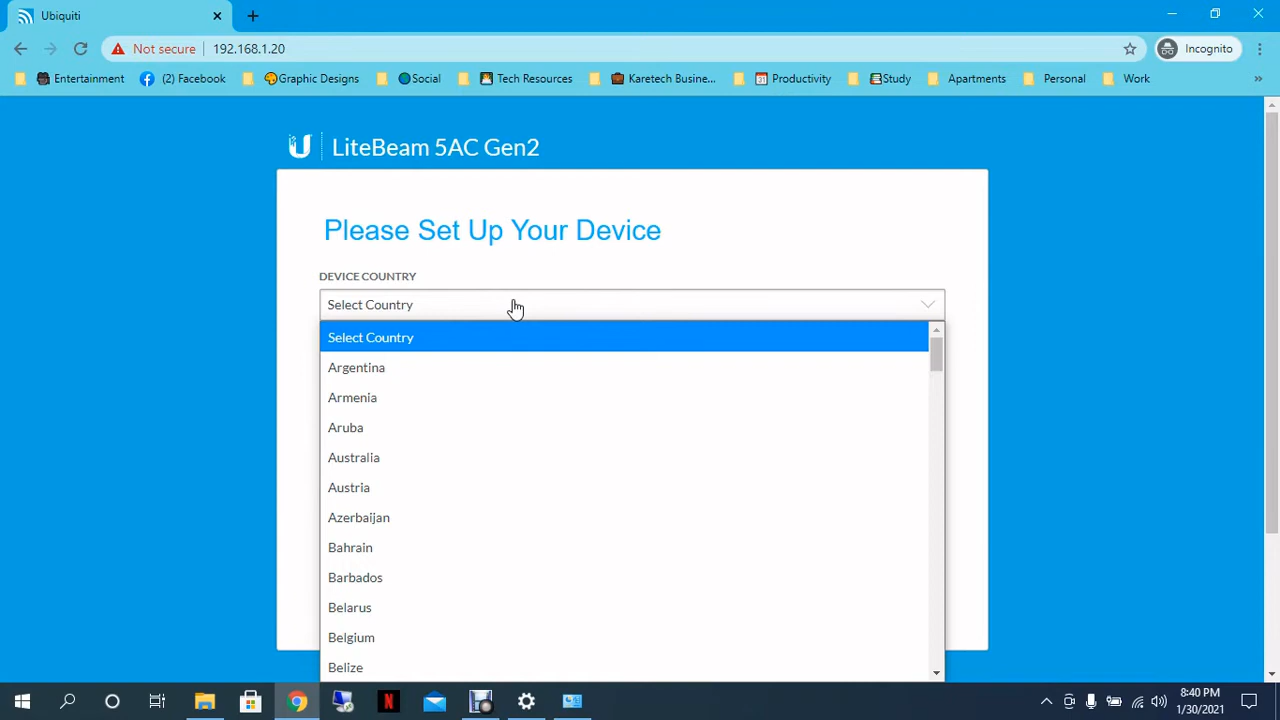 Ubiquiti
Not secure 192.168.1.20 Incognito
Entertainment (2) Facebook Graphic Designs Social Tech Resources Karetech Busine... Productivity Study Apartments Personal Work »
LiteBeam 5AC Gen2
Please Set Up Your Device
DEVICE COUNTRY
Select Country
Select Country
Argentina
Armenia
Aruba
Australia
Austria
Azerbaijan
Bahrain
Barbados
Belarus
Belgium
Belize
8:40 PM
1/30/2021